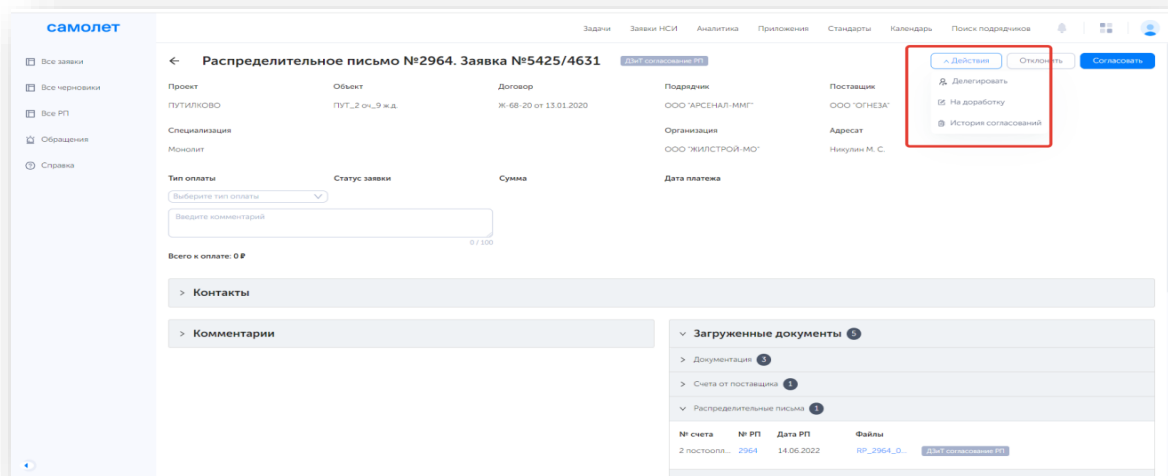 самолет
Задачи Заявки НСИ Аналитика Приложения Стандарты Календарь Поиск подрядчиков
Все заявки
Все черновики
Все РП
Обращения
Справка
← Распределительное письмо №2964. Заявка №5425/4631 ДЗиТ согласование РП
Действия Отклонить Согласовать
Делегировать
На доработку
История согласований
Проект Объект Договор Подрядчик Поставщик
ПУТИЛКОВО ПУТ_2 оч_9 ж.д. Ж-68-20 от 13.01.2020 ООО "АРСЕНАЛ-ММГ" ООО "ОГНЕЗА"
Специализация Организация Адресат
Монолит ООО "ЖИЛСТРОЙ-МО" Никулин М. С.
Тип оплаты Статус заявки Сумма Дата платежа
Выберите тип оплаты
Введите комментарий
0 / 100
Всего к оплате: 0 ₽
> Контакты
> Комментарии
Загруженные документы 5
> Документация 3
> Счета от поставщика 1
Распределительные письма 1
№ счета № РП Дата РП Файлы
2 постоопл... 2964 14.06.2022 RP_2964_0... ДЗиТ согласование РП